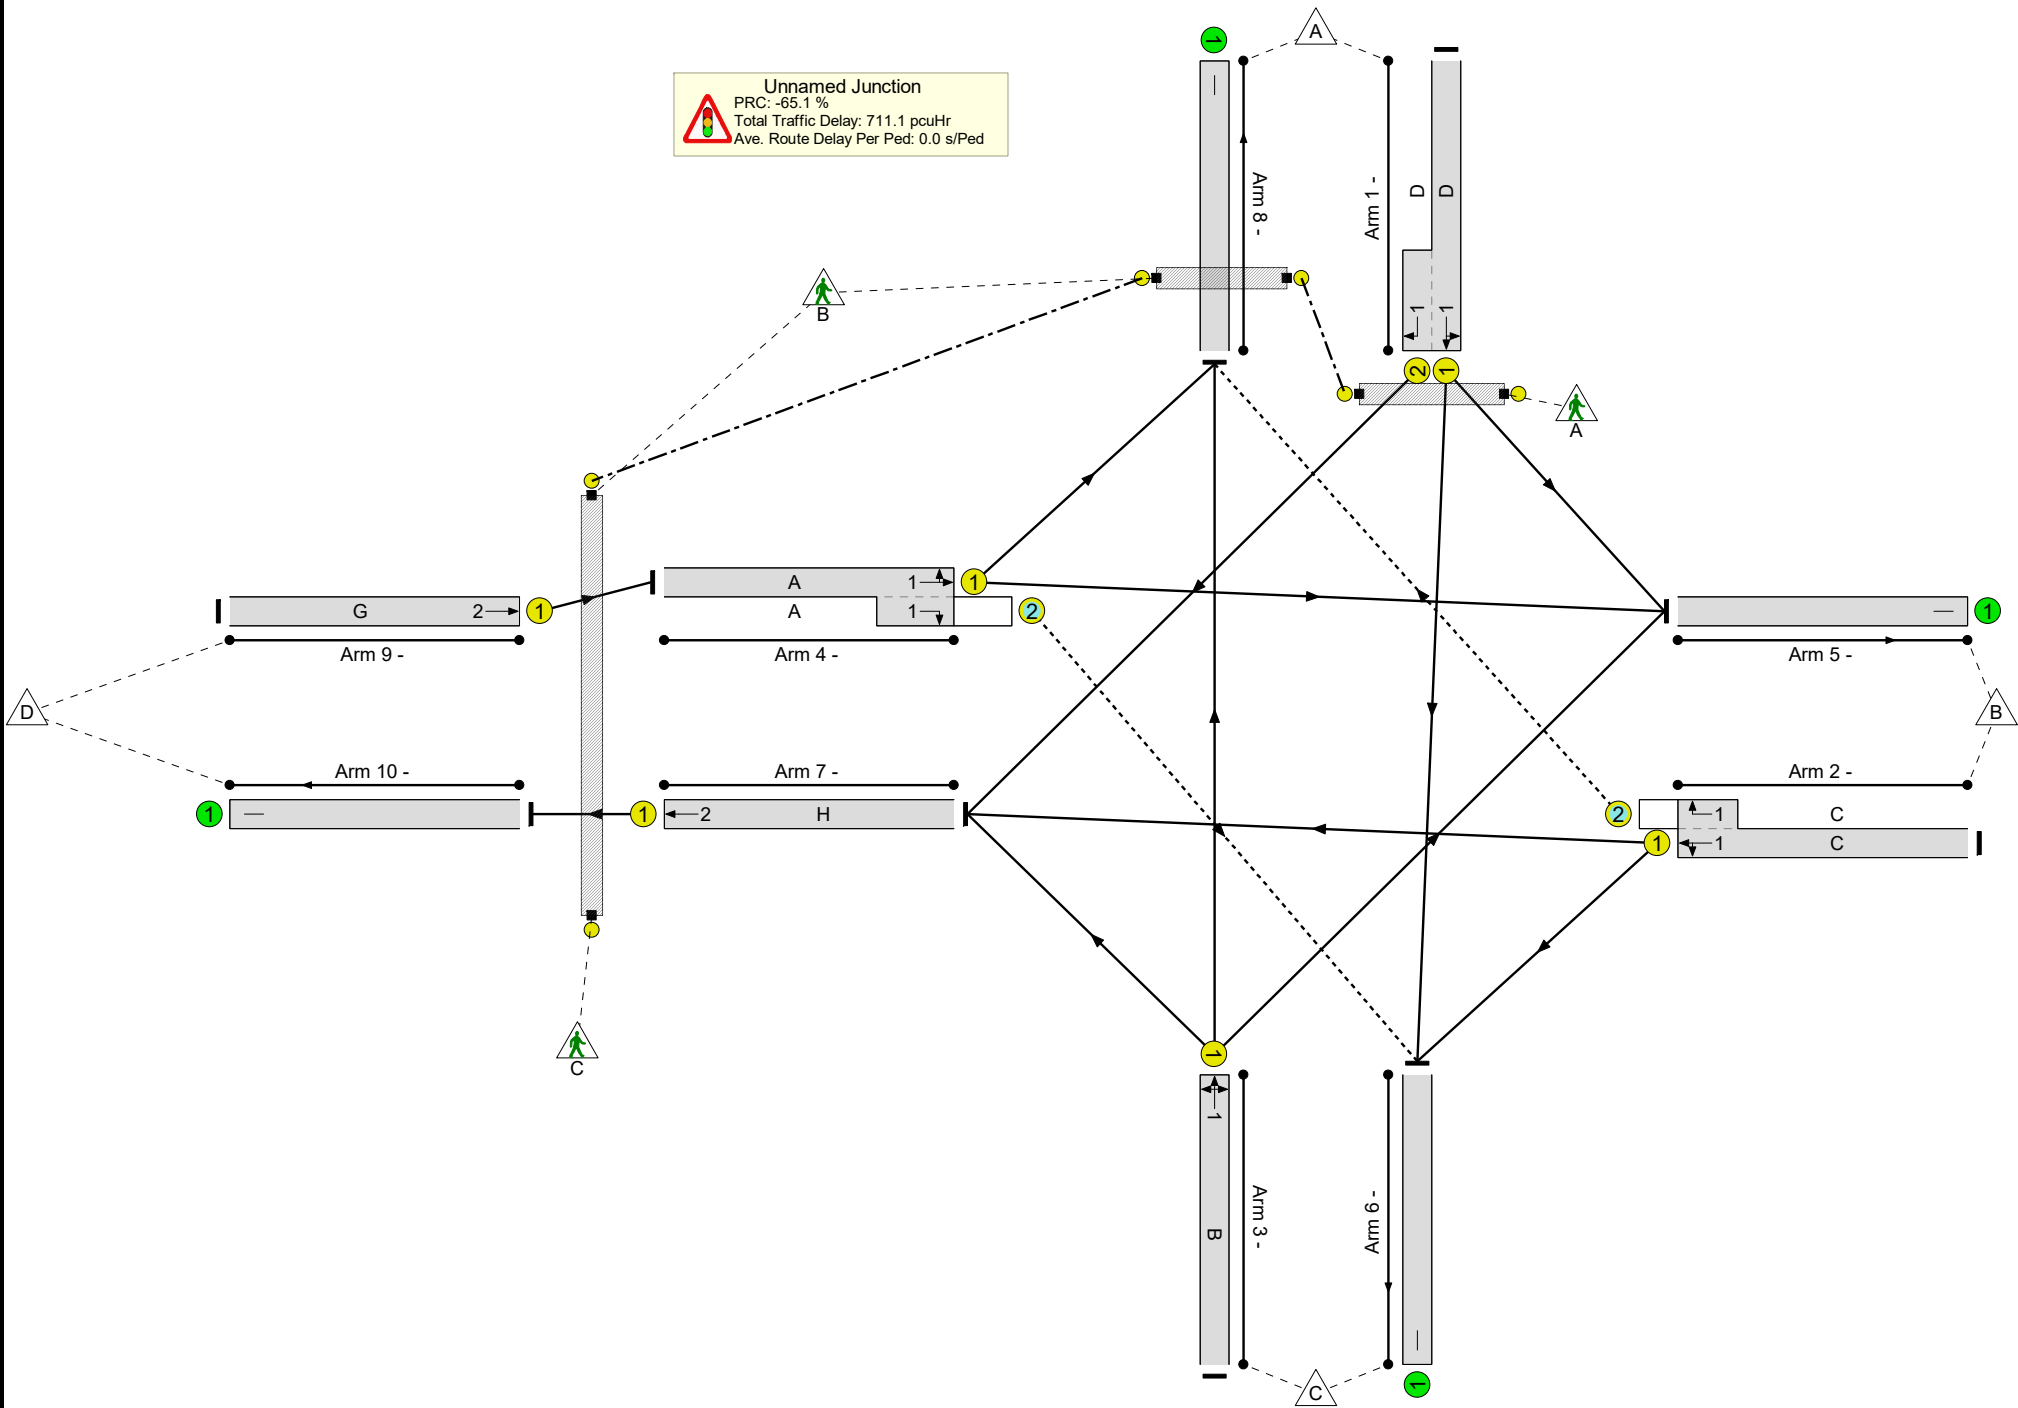 A
1
Unnamed Junction
PRC: -65.1 %
Total Traffic Delay: 711.1 pcuHr
Ave. Route Delay Per Ped: 0.0 s/Ped
Arm 8 -
Arm 1 -
D
D
1
1
2
1
B
A
G
2
1
Arm 9 -
A
1
1
A
1
2
Arm 4 -
1
Arm 5 -
D
B
Arm 10 -
1
1
Arm 7 -
2
H
Arm 2 -
2
1
C
1
1
C
C
1
1
B
Arm 3 -
Arm 6 -
C
1